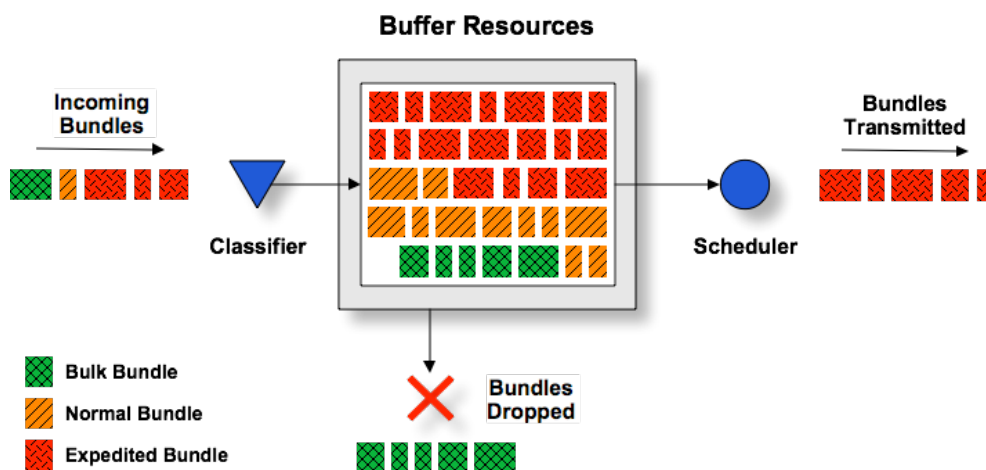 Buffer Resources
Incoming
Bundles
Bundles
Transmitted
Classifier
Scheduler
Bulk Bundle
Normal Bundle
Expedited Bundle
Bundles
Dropped